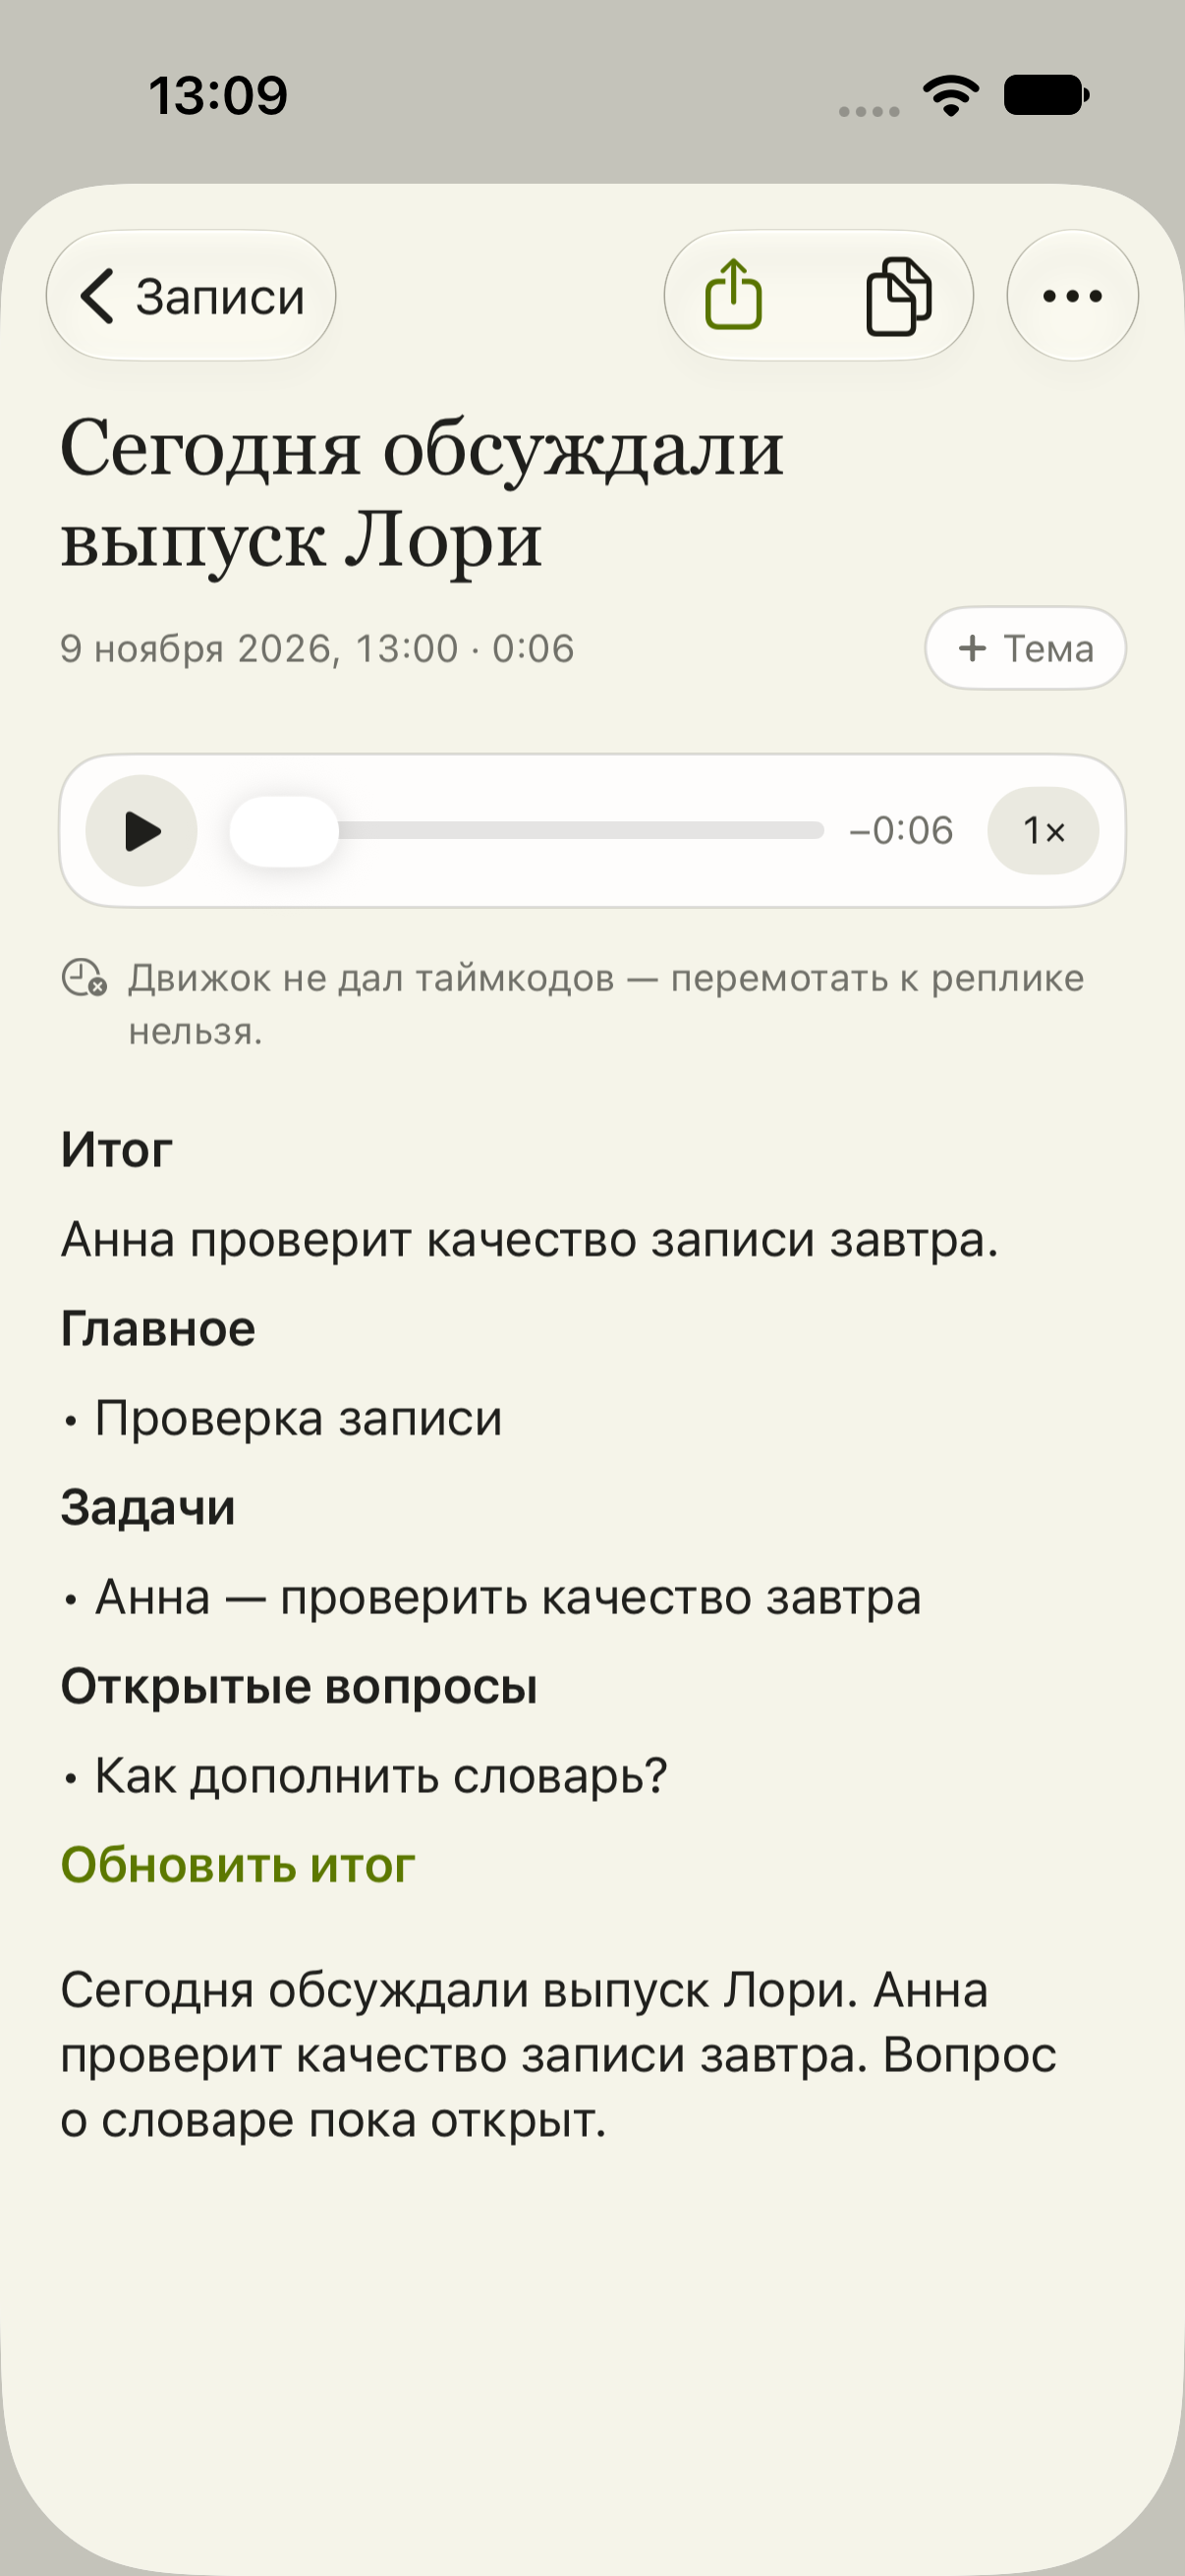 13:09
Записи
Сегодня обсуждали
выпуск Лори
9 ноября 2026, 13:00 · 0:06
+ Тема
–0:06
1×
Движок не дал таймкодов — перемотать к реплике
нельзя.
Итог
Анна проверит качество записи завтра.
Главное
• Проверка записи
Задачи
• Анна — проверить качество завтра
Открытые вопросы
• Как дополнить словарь?
Обновить итог
Сегодня обсуждали выпуск Лори. Анна
проверит качество записи завтра. Вопрос
о словаре пока открыт.